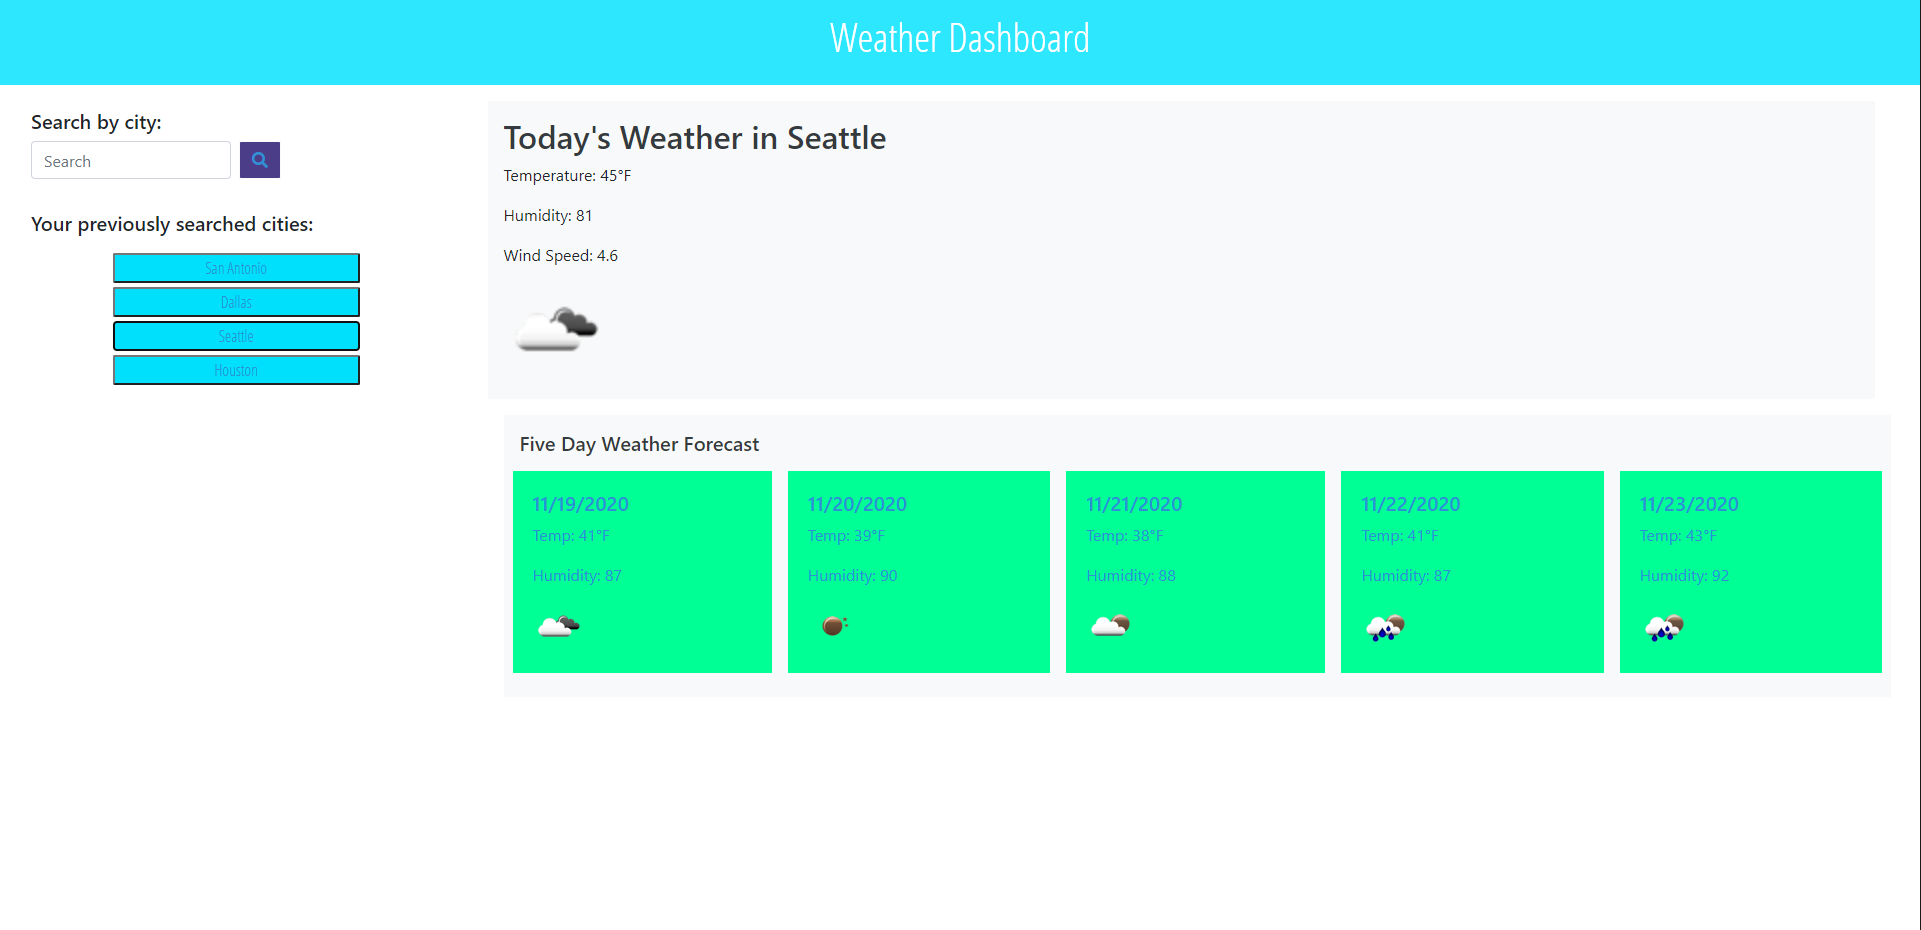 Weather Dashboard
Search by city:
Search
Your previously searched cities:
San Antonio
Dallas
Seattle
Houston
Today's Weather in Seattle
Temperature: 45°F
Humidity: 81
Wind Speed: 4.6
Five Day Weather Forecast
11/19/2020
Temp: 41°F
Humidity: 87
11/20/2020
Temp: 39°F
Humidity: 90
11/21/2020
Temp: 38°F
Humidity: 88
11/22/2020
Temp: 41°F
Humidity: 87
11/23/2020
Temp: 43°F
Humidity: 92